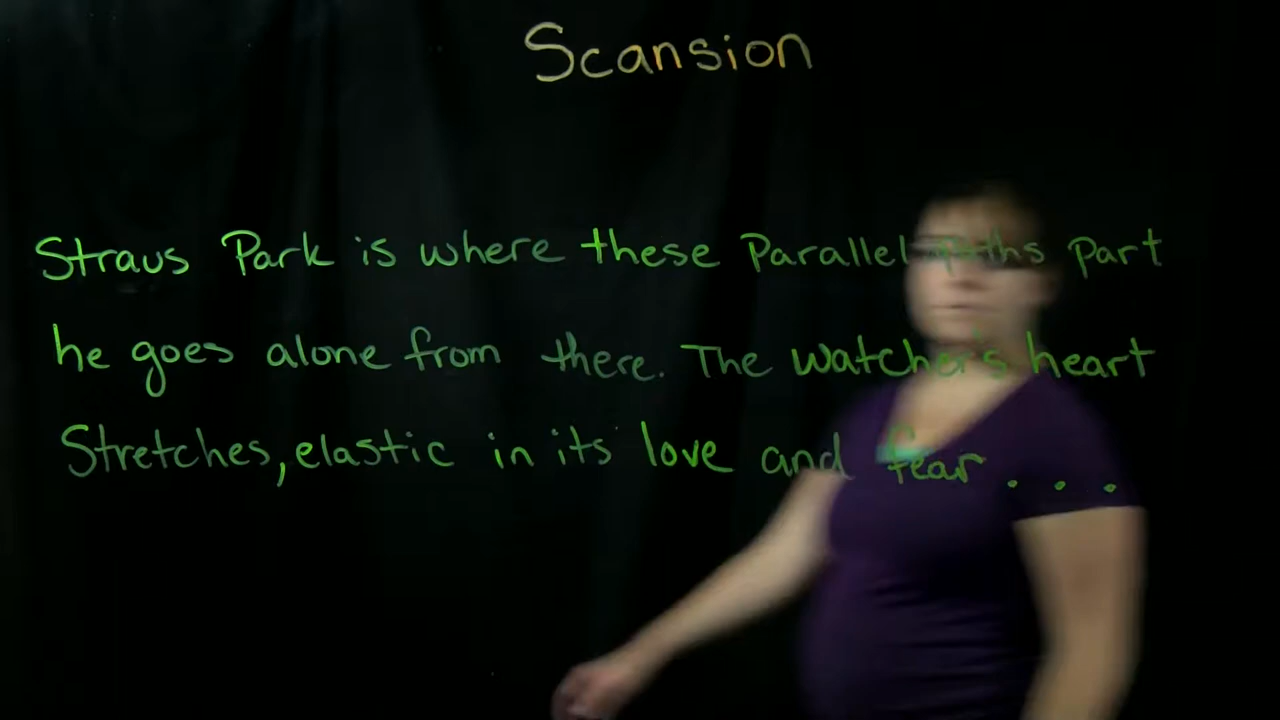 Scansion
Straus Park is where these Parallel paths part
he goes alone from there. The watcher's heart
Stretches, elastic in its love and fear . . .